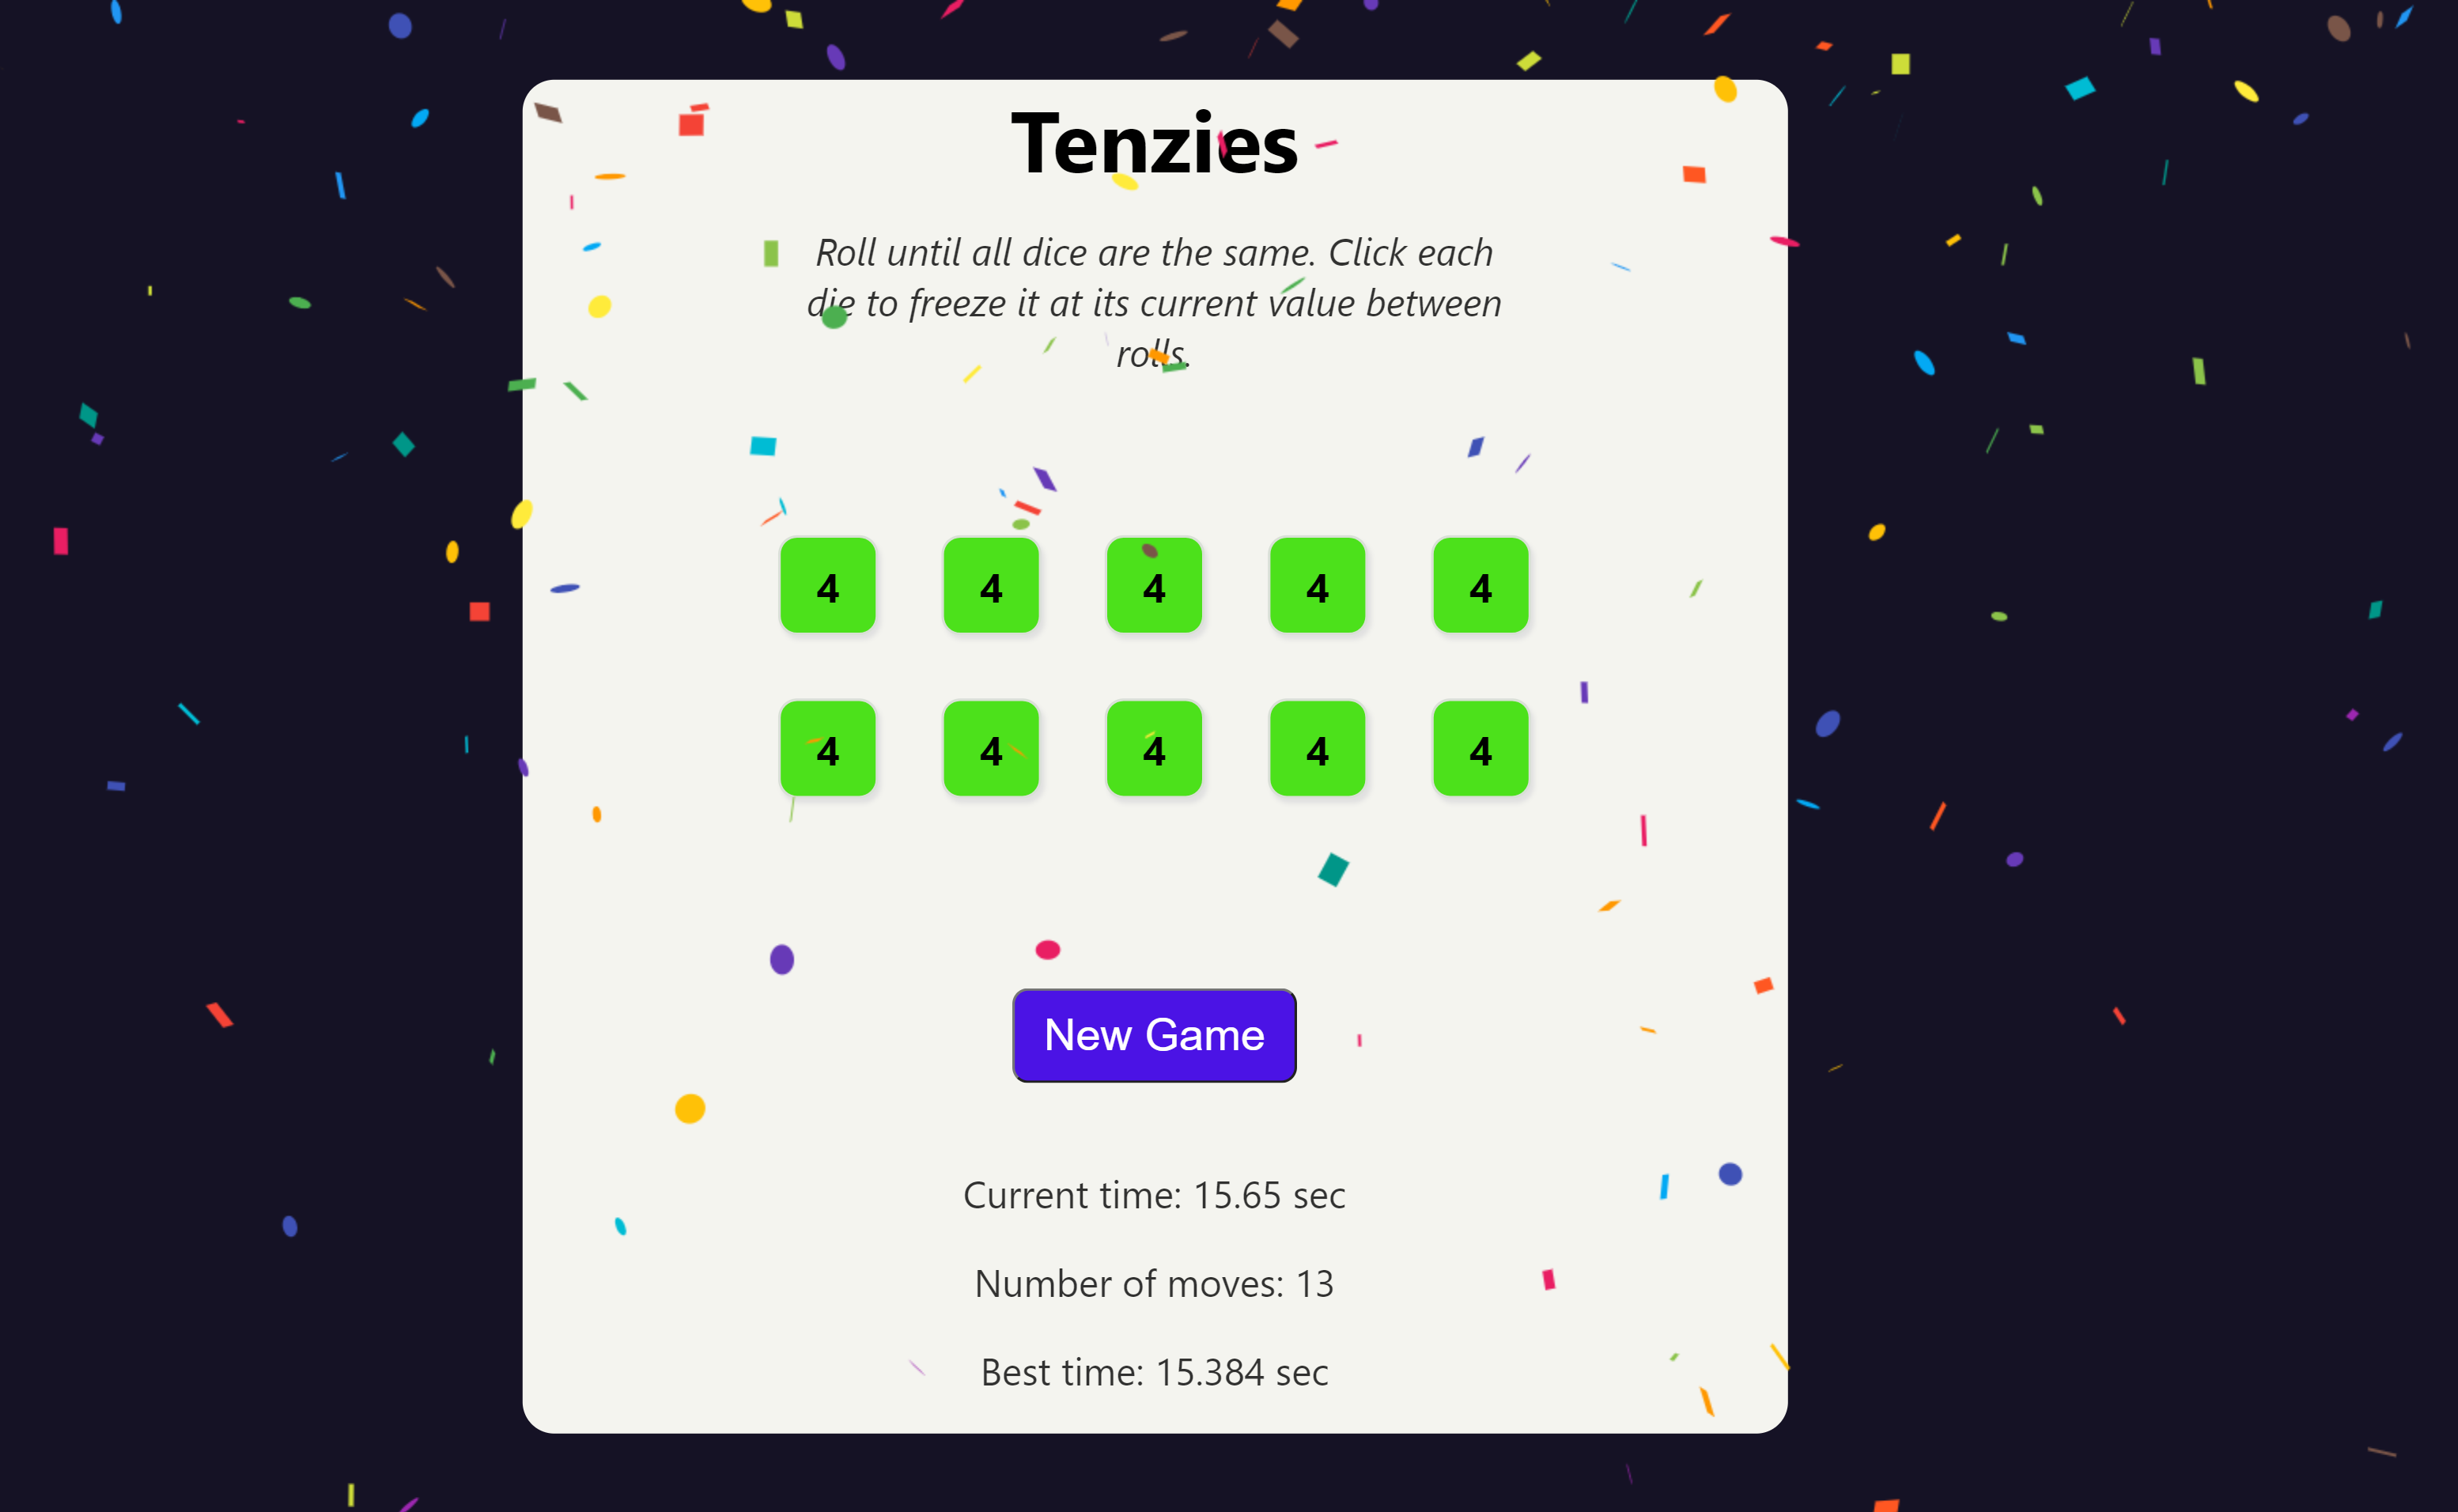 Tenzies
Roll until all dice are the same. Click each
die to freeze it at its current value between
rolls.
4 4 4 4 4
4 4 4 4 4
New Game
Current time: 15.65 sec
Number of moves: 13
Best time: 15.384 sec